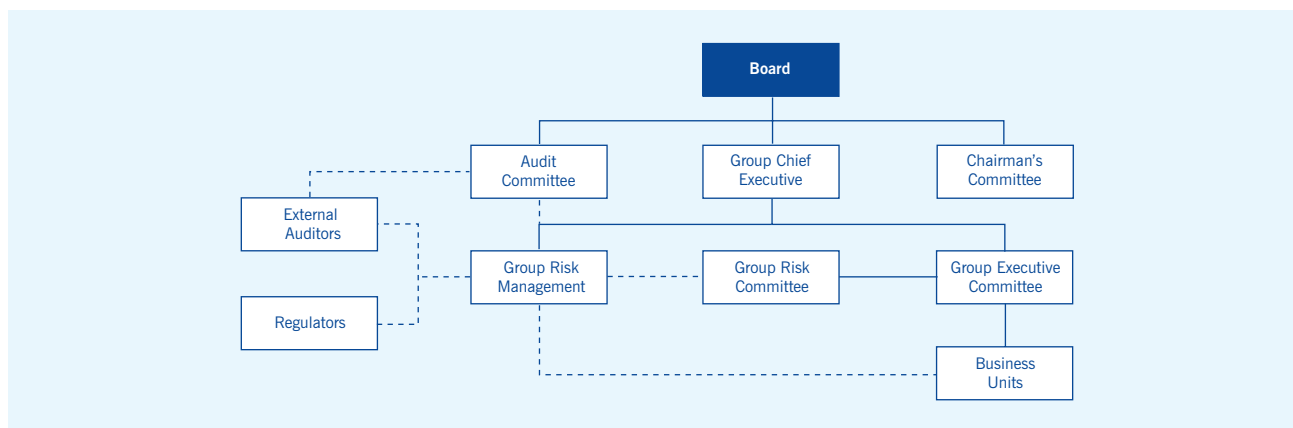 Board
Audit
Committee
Group Chief
Executive
Chairman's
Committee
External
Auditors
Group Risk
Management
Group Risk
Committee
Group Executive
Committee
Regulators
Business
Units